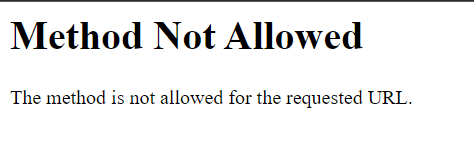 Method Not Allowed
The method is not allowed for the requested URL.